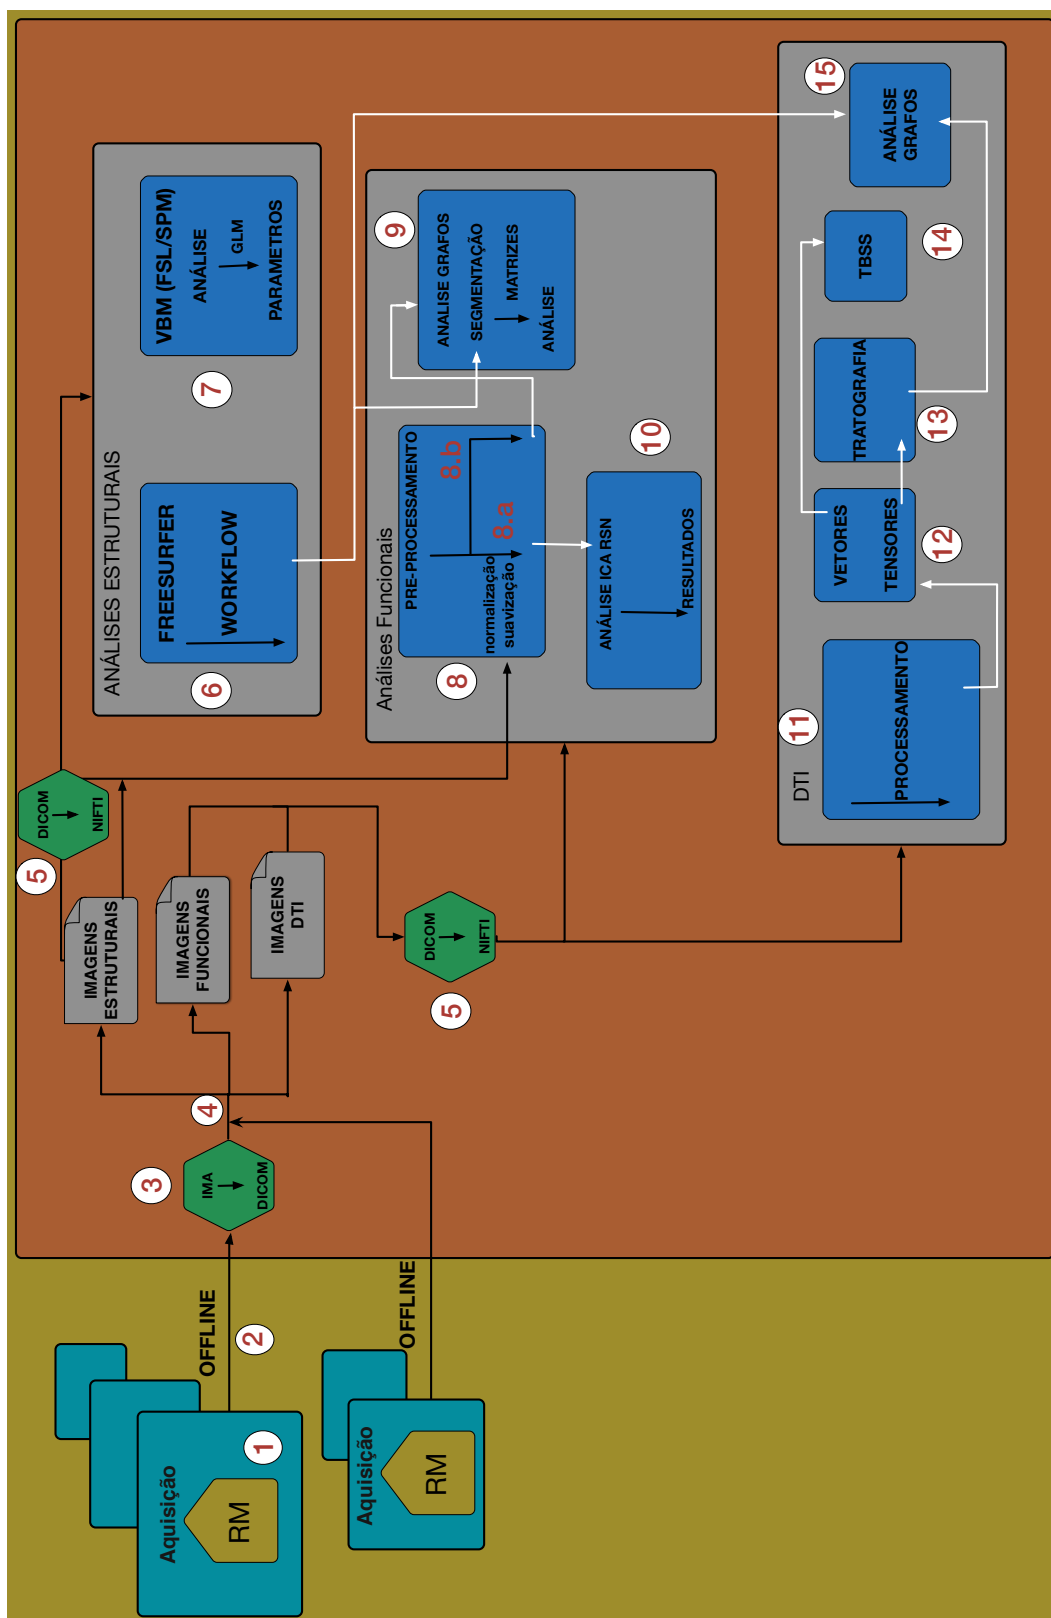 Aquisição
RM
1
OFFLINE
2
Aquisição
RM
OFFLINE
3
IMA
DICOM
4
IMAGENS
ESTRUTURAIS
IMAGENS
FUNCIONAIS
IMAGENS
DTI
5
DICOM
NIFTI
5
DICOM
NIFTI
ANÁLISES ESTRUTURAIS
6
FREESURFER
WORKFLOW
7
VBM (FSL/SPM)
ANÁLISE
GLM
PARAMETROS
Análises Funcionais
8
PRE-PROCESSAMENTO
8.b
8.a
normalização
suavização
9
ANALISE GRAFOS
SEGMENTAÇÃO
MATRIZES
ANÁLISE
10
ANÁLISE ICA RSN
RESULTADOS
DTI
11
PROCESSAMENTO
12
VETORES
TENSORES
13
TRATOGRAFIA
14
TBSS
15
ANÁLISE
GRAFOS